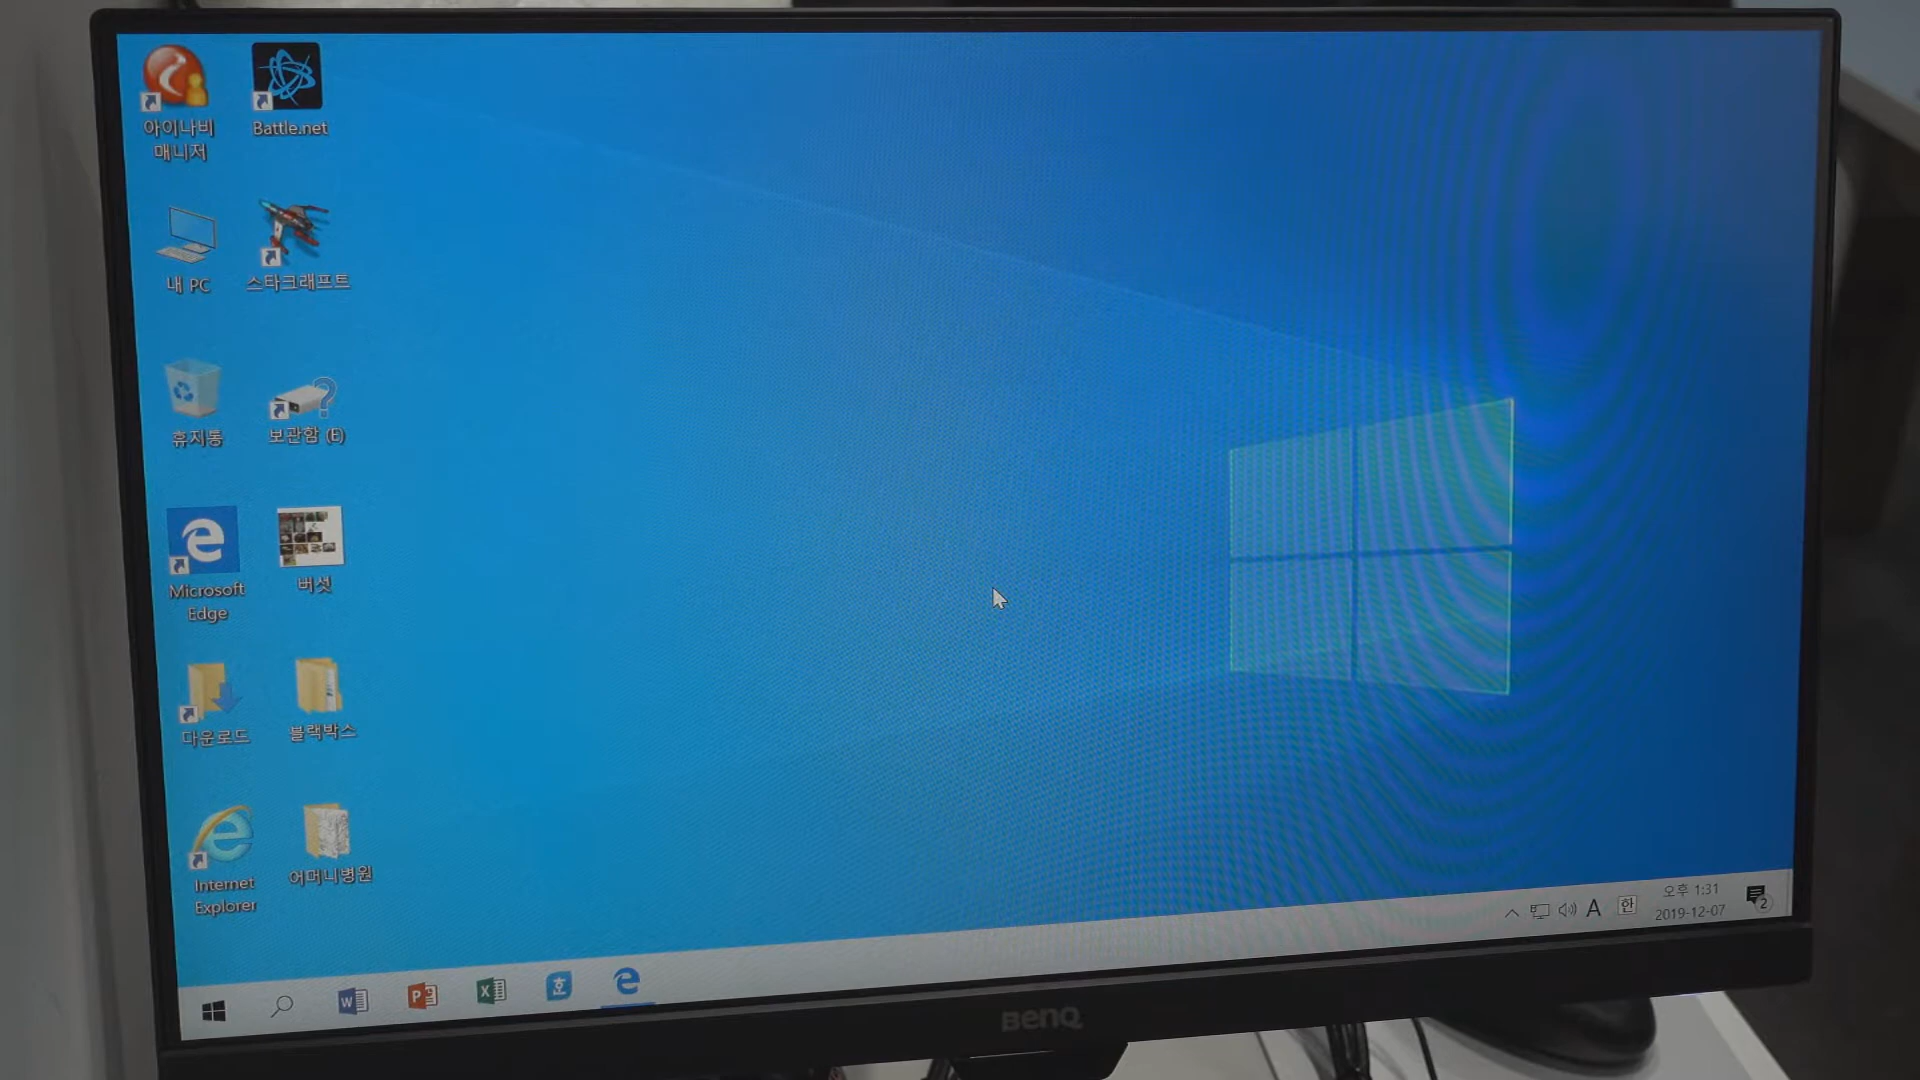 아이나비
매니저
Battle.net
내 PC
스타크래프트
휴지통
보관함 (E)
Microsoft
Edge
버섯
다운로드
블랙박스
Internet
Explorer
어머니병원
A
한
오후 1:31
2019-12-07
2
BenQ